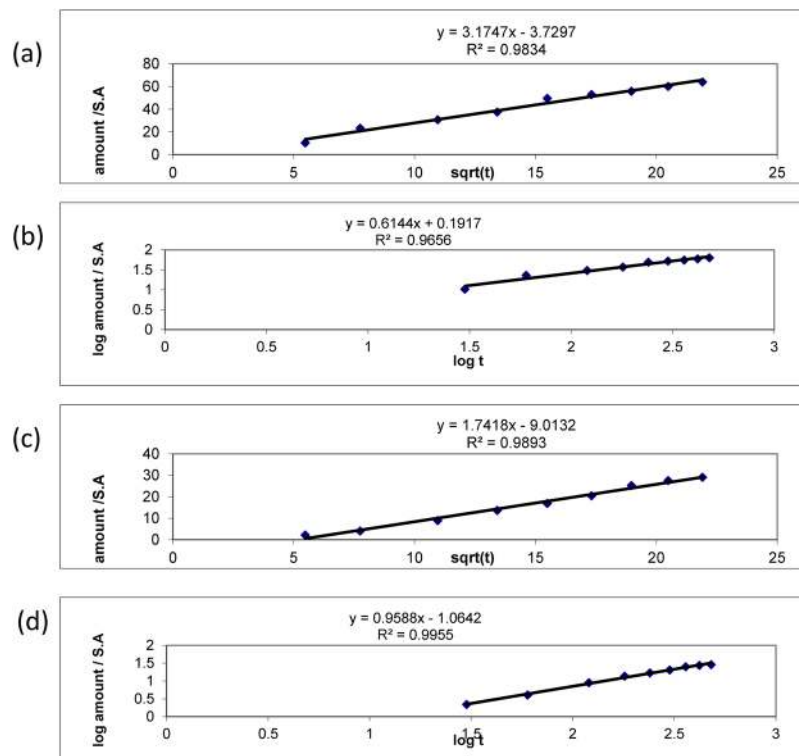 (a)
y = 3.1747x - 3.7297
R² = 0.9834
amount /S.A
80
60
40
20
0
0 5 10 15 20 25
sqrt(t)
(b)
y = 0.6144x + 0.1917
R² = 0.9656
log amount / S.A
2
1.5
1
0.5
0
0 0.5 1 1.5 2 2.5 3
log t
(c)
y = 1.7418x - 9.0132
R² = 0.9893
amount /S.A
40
30
20
10
0
0 5 10 15 20 25
sqrt(t)
(d)
y = 0.9588x - 1.0642
R² = 0.9955
log amount / S.A
2
1.5
1
0.5
0
0 0.5 1 1.5 2 2.5 3
log t